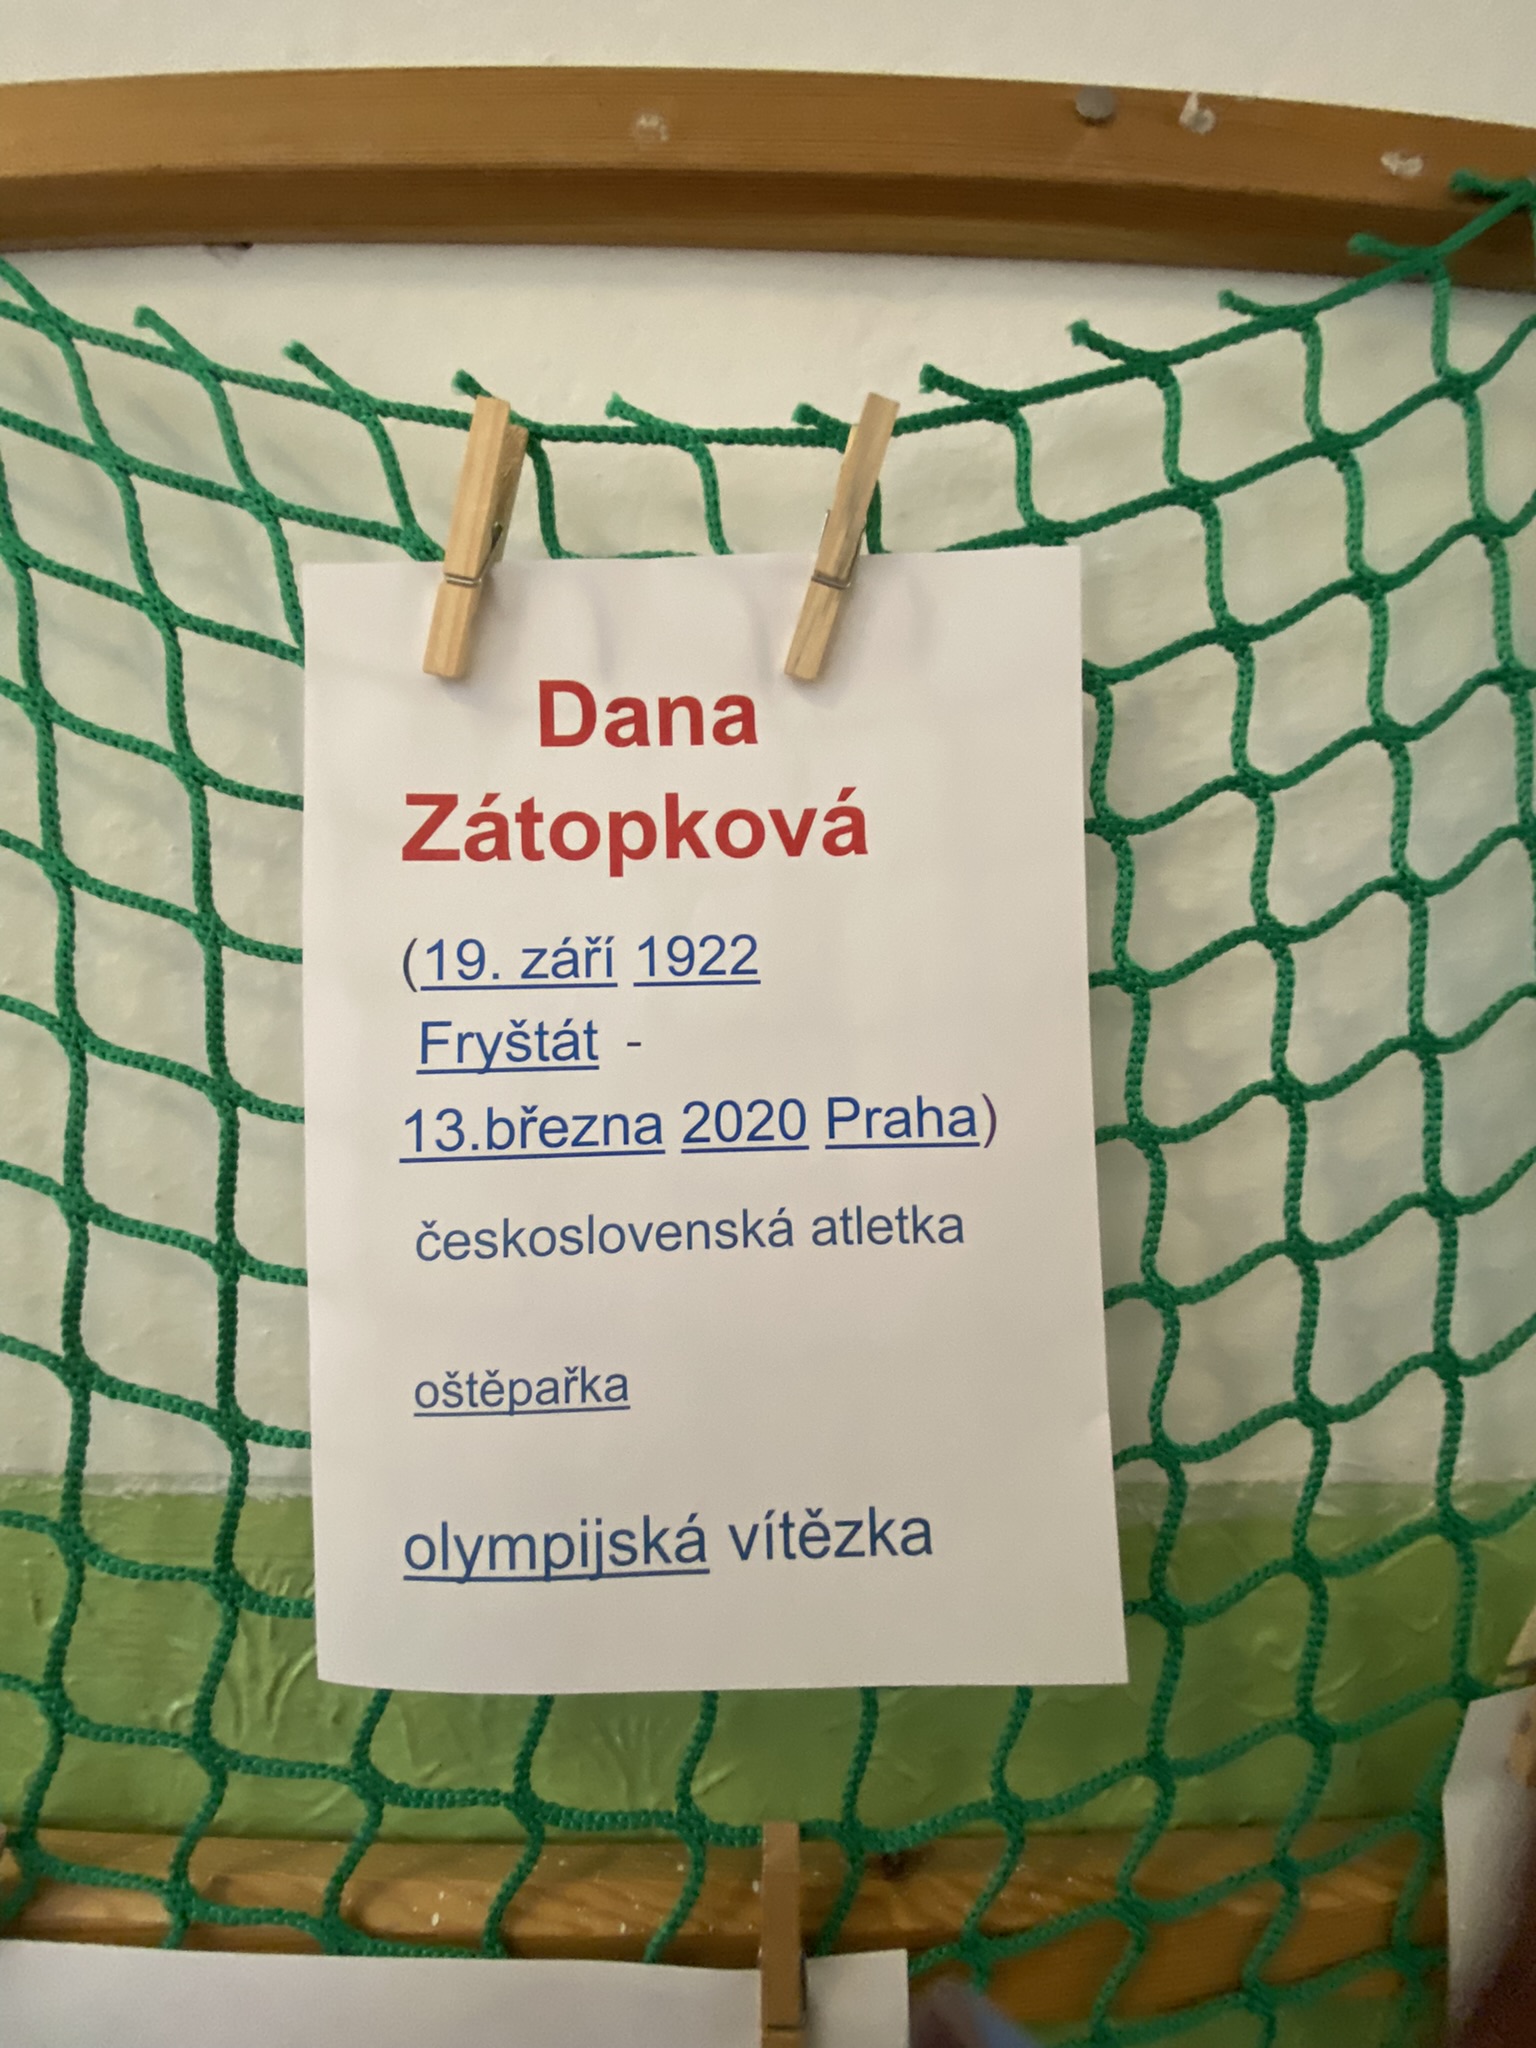 Dana
Zátopková
(19. září 1922
Fryštát -
13.března 2020 Praha)
československá atletka
oštěpařka
olympijská vítězka